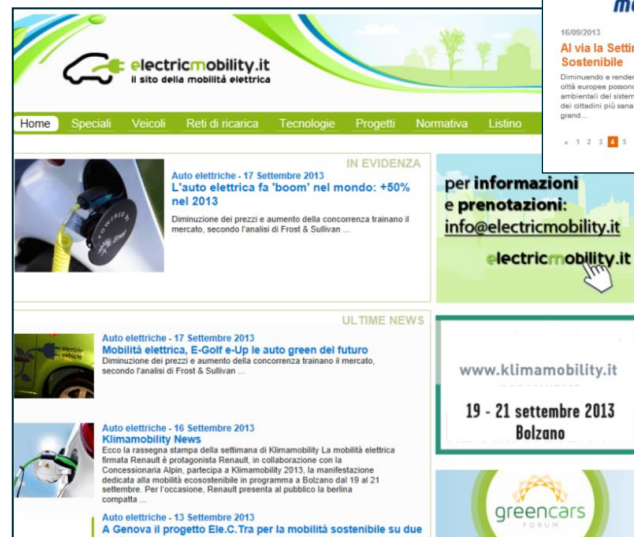 electricmobility.it
il sito della mobilità elettrica
Home Speciali Veicoli Reti di ricarica Tecnologie Progetti Normativa Listino
IN EVIDENZA
Auto elettriche - 17 Settembre 2013
L'auto elettrica fa 'boom' nel mondo: +50%
nel 2013
Diminuzione dei prezzi e aumento della concorrenza trainano il
mercato, secondo l'analisi di Frost & Sullivan ...
ULTIME NEWS
Auto elettriche - 17 Settembre 2013
Mobilità elettrica, E-Golf e-Up le auto green del futuro
Diminuzione dei prezzi e aumento della concorrenza trainano il mercato,
secondo l'analisi di Frost & Sullivan ...
Auto elettriche - 16 Settembre 2013
Klimamobility News
Ecco la rassegna stampa della settimana di Klimamobility La mobilità elettrica
firmata Renault è protagonista Renault, in collaborazione con la
Concessionaria Alpin, partecipa a Klimamobility 2013, la manifestazione
dedicata alla mobilità ecosostenibile in programma a Bolzano dal 19 al 21
settembre. Per l'occasione, Renault presenta al pubblico la berlina
compatta ...
Auto elettriche - 13 Settembre 2013
A Genova il progetto Ele.C.Tra per la mobilità sostenibile su due
16/09/2013
Al via la
Sostenibile
Diminuendo e
città europee
ambientali del
dei cittadini più sana
grand...
« 1 2 3 4 5
per informazioni
e prenotazioni:
info@electricmobility.it
electricmobility.it
www.klimamobility.it
19 - 21 settembre 2013
Bolzano
greencars
FORUM